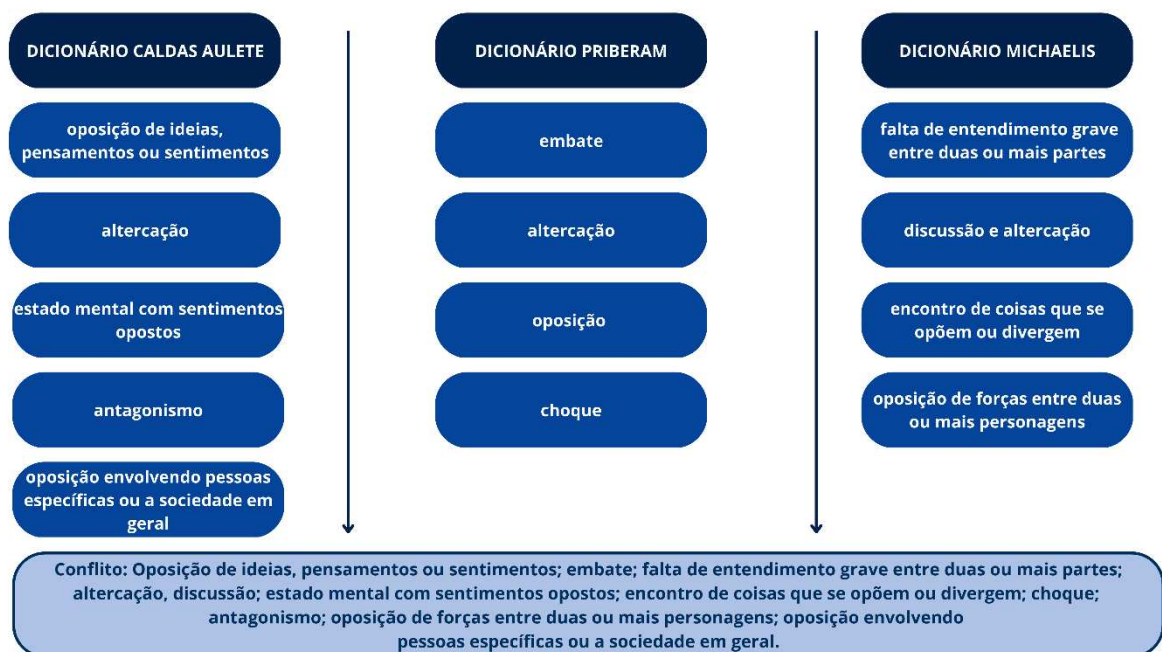 DICIONÁRIO CALDAS AULETE
oposição de ideias,
pensamentos ou sentimentos
altercação
estado mental com sentimentos
opostos
antagonismo
oposição envolvendo pessoas
específicas ou a sociedade em
geral
DICIONÁRIO PRIBERAM
embate
altercação
oposição
choque
DICIONÁRIO MICHAELIS
falta de entendimento grave
entre duas ou mais partes
discussão e altercação
encontro de coisas que se
opõem ou divergem
oposição de forças entre duas
ou mais personagens
Conflito: Oposição de ideias, pensamentos ou sentimentos; embate; falta de entendimento grave entre duas ou mais partes;
altercação, discussão; estado mental com sentimentos opostos; encontro de coisas que se opõem ou divergem; choque;
antagonismo; oposição de forças entre duas ou mais personagens; oposição envolvendo
pessoas específicas ou a sociedade em geral.